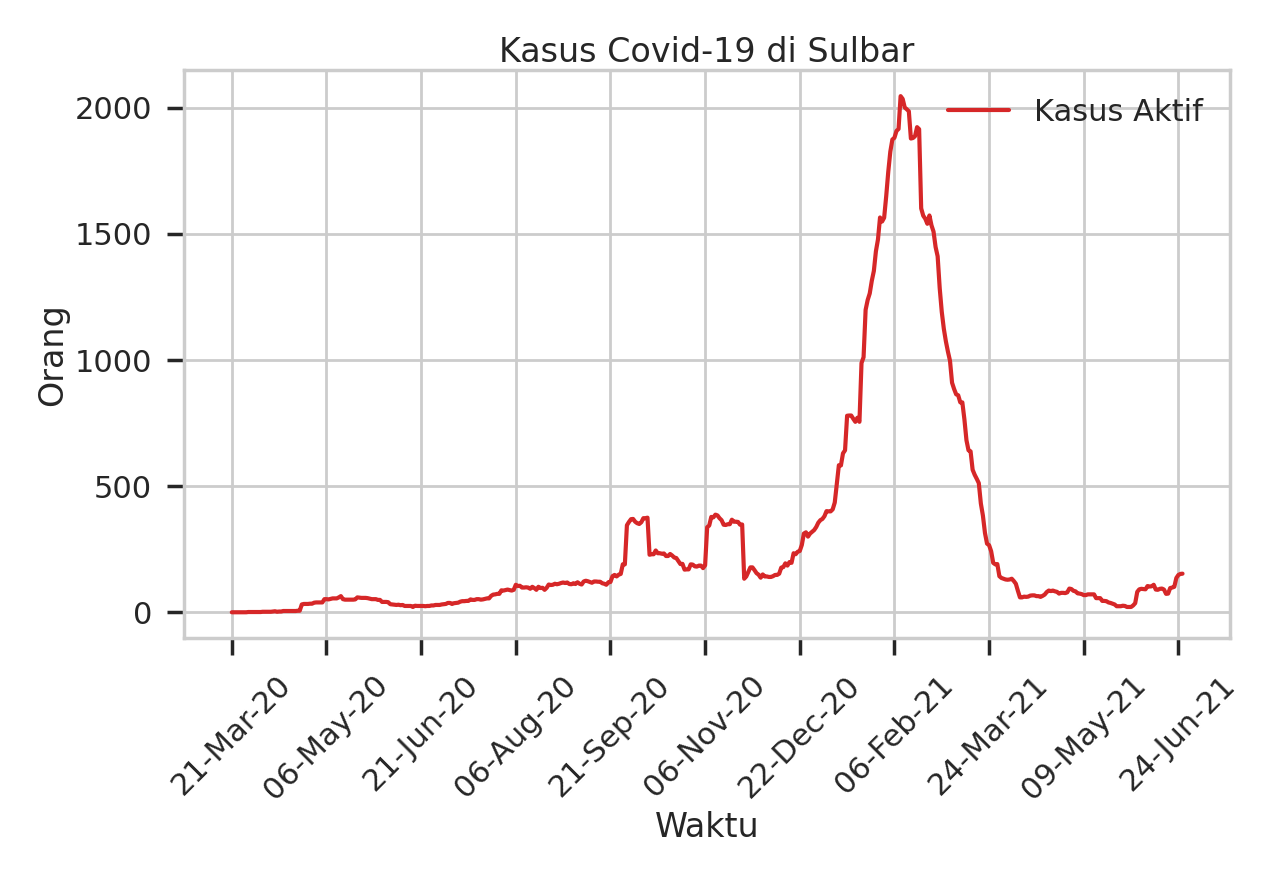 Kasus Covid-19 di Sulbar
Kasus Aktif
Orang
2000
1500
1000
500
0
21-Mar-20
06-May-20
21-Jun-20
06-Aug-20
21-Sep-20
06-Nov-20
22-Dec-20
06-Feb-21
24-Mar-21
09-May-21
24-Jun-21
Waktu